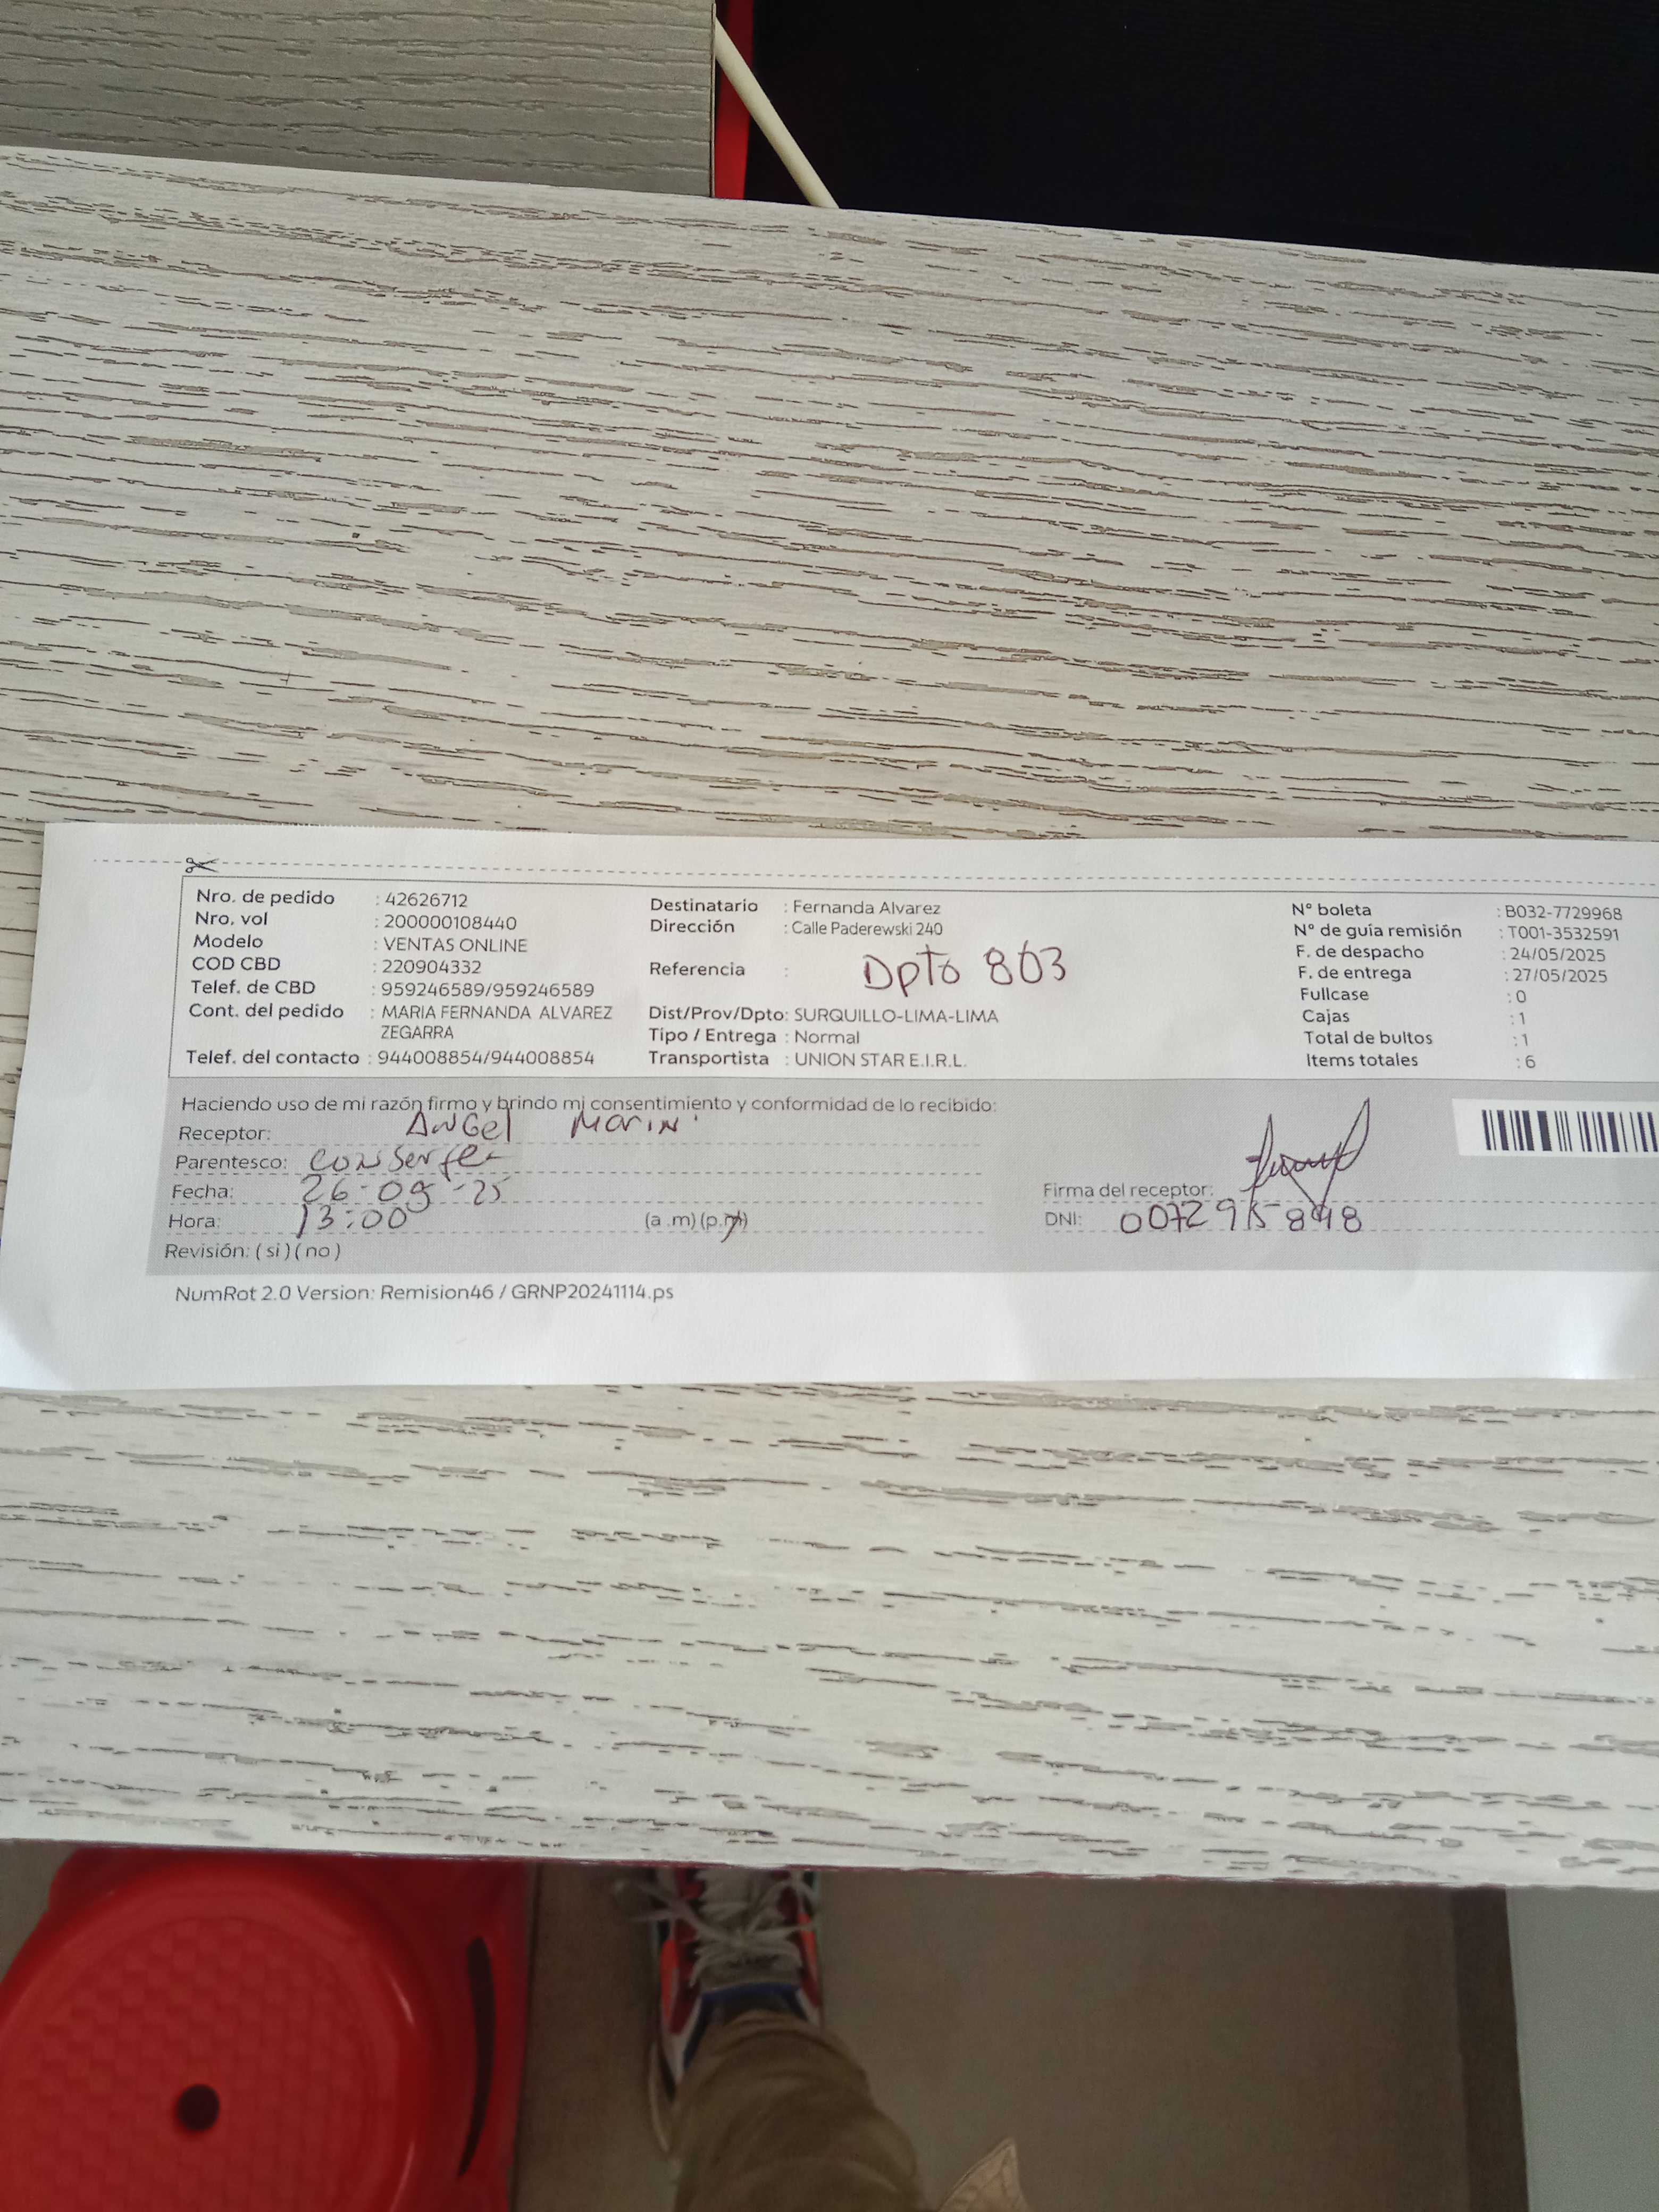 Nro. de pedido : 42626712
Nro. vol : 200000108440
Modelo : VENTAS ONLINE
COD CBD : 220904332
Telef. de CBD : 959246589/959246589
Cont. del pedido : MARIA FERNANDA ALVAREZ
ZEGARRA
Telef. del contacto : 944008854/944008854
Destinatario : Fernanda Alvarez
Dirección : Calle Paderewski 240
Referencia : Dpto 803
Dist/Prov/Dpto: SURQUILLO-LIMA-LIMA
Tipo / Entrega : Normal
Transportista : UNION STAR E.I.R.L.
N° boleta : B032-7729968
N° de guía remisión : T001-3532591
F. de despacho : 24/05/2025
F. de entrega : 27/05/2025
Fullcase : 0
Cajas : 1
Total de bultos : 1
Items totales : 6
Haciendo uso de mi razón firmo y brindo mi consentimiento y conformidad de lo recibido:
Receptor: Angel Marin
Parentesco: conserje
Fecha: 26-05-25
Hora: 13:00 (a .m) (p.m)
Revisión: ( si ) ( no )
Firma del receptor:
DNI:
NumRot 2.0 Version: Remision46 / GRNP20241114.ps